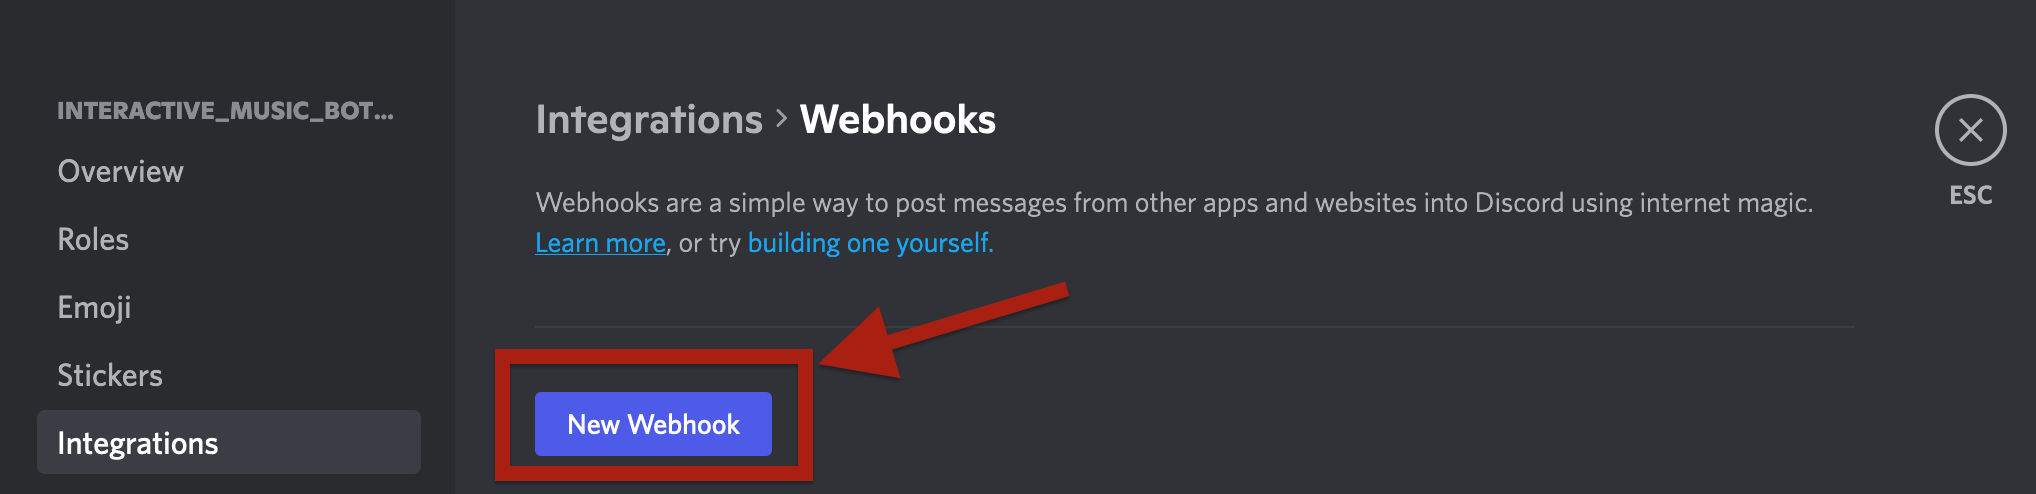 INTERACTIVE_MUSIC_BOT...
Overview
Roles
Emoji
Stickers
Integrations
Integrations > Webhooks
Webhooks are a simple way to post messages from other apps and websites into Discord using internet magic.
Learn more, or try building one yourself.
New Webhook
ESC